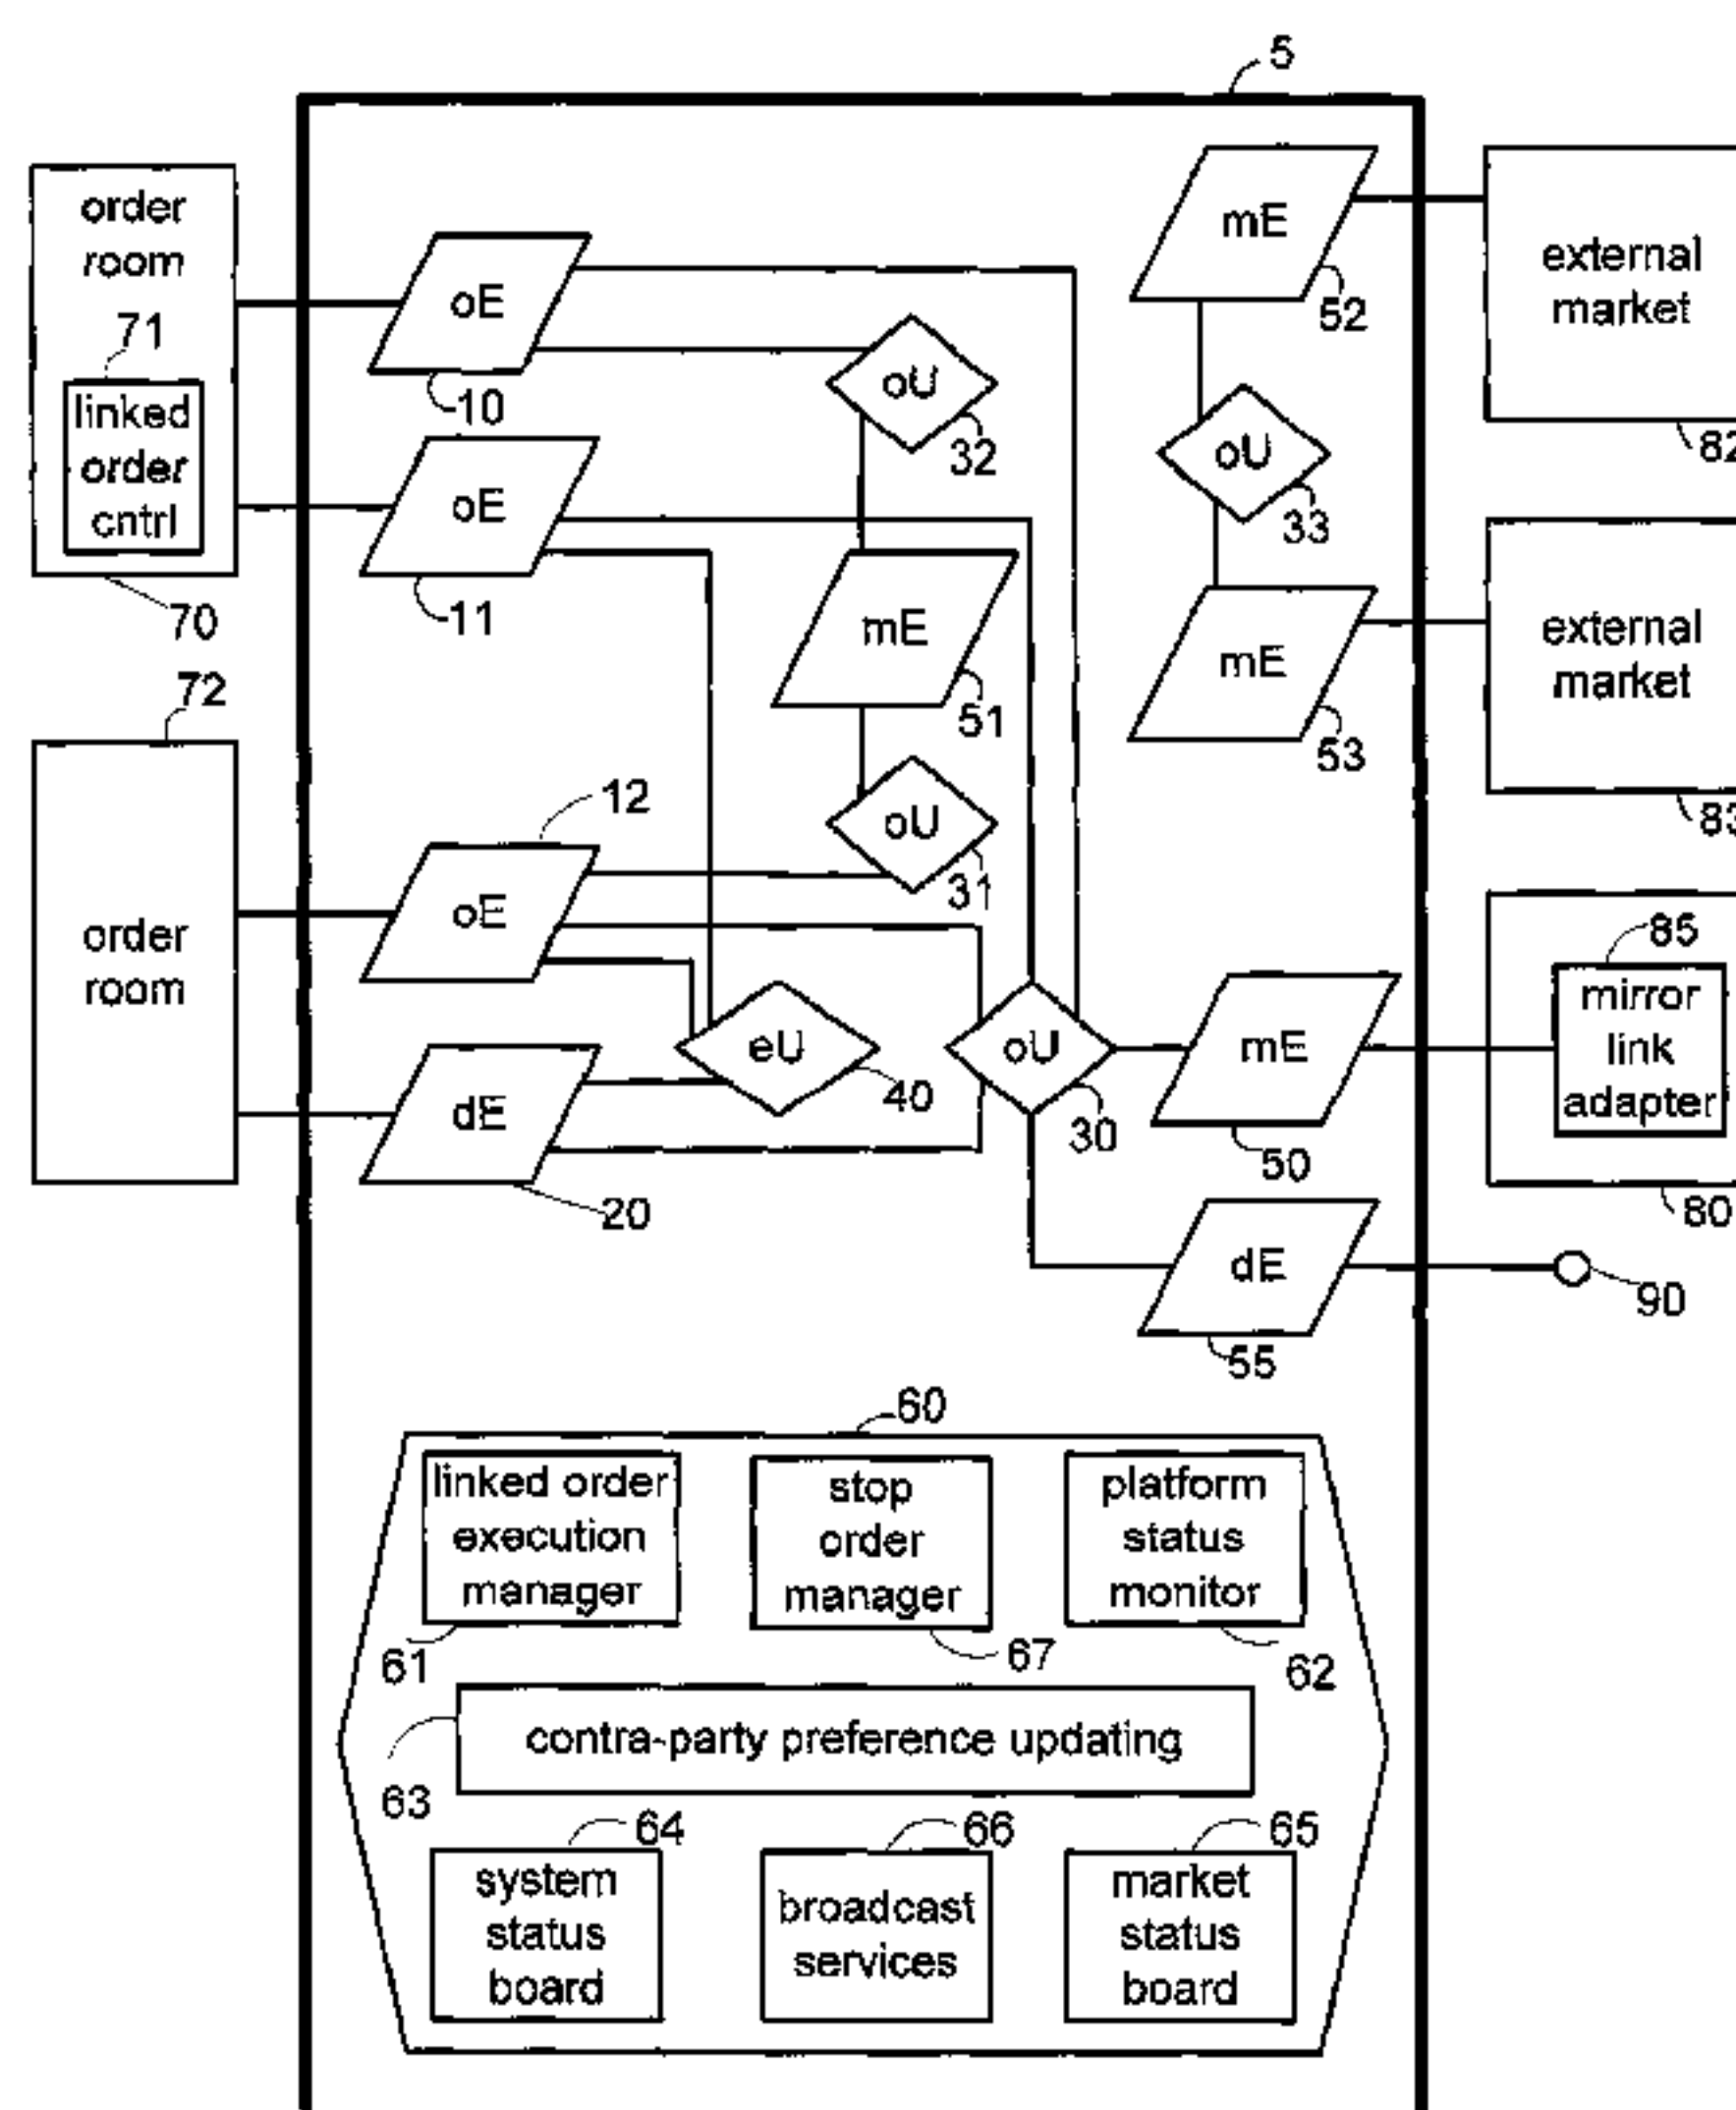 5
order
room
71
linked
order
cntrl
70
oE
10
oE
11
oU
32
mE
51
oU
31
mE
52
oU
33
mE
53
external
market
external
market
72
order
room
12
oE
dE
20
eU
40
oU
30
mE
50
85
mirror
link
adapter
80
dE
55
90
60
linked order
execution
manager
61
stop
order
manager
67
platform
status
monitor
62
contra-party preference updating
63
64
system
status
board
66
broadcast
services
65
market
status
board